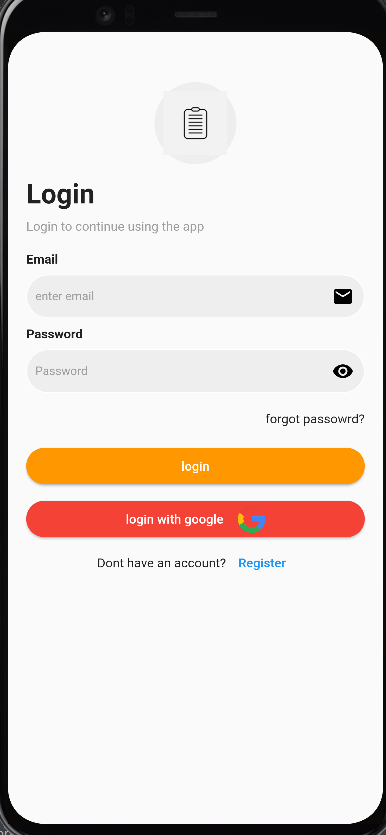 Login
Login to continue using the app
Email
enter email
Password
Password
forgot passowrd?
login
login with google
Dont have an account? Register